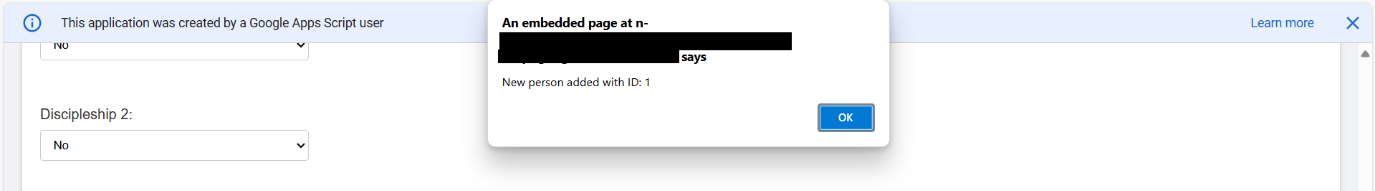 This application was created by a Google Apps Script user
Learn more
An embedded page at n-
says
New person added with ID: 1
OK
No
Discipleship 2:
No